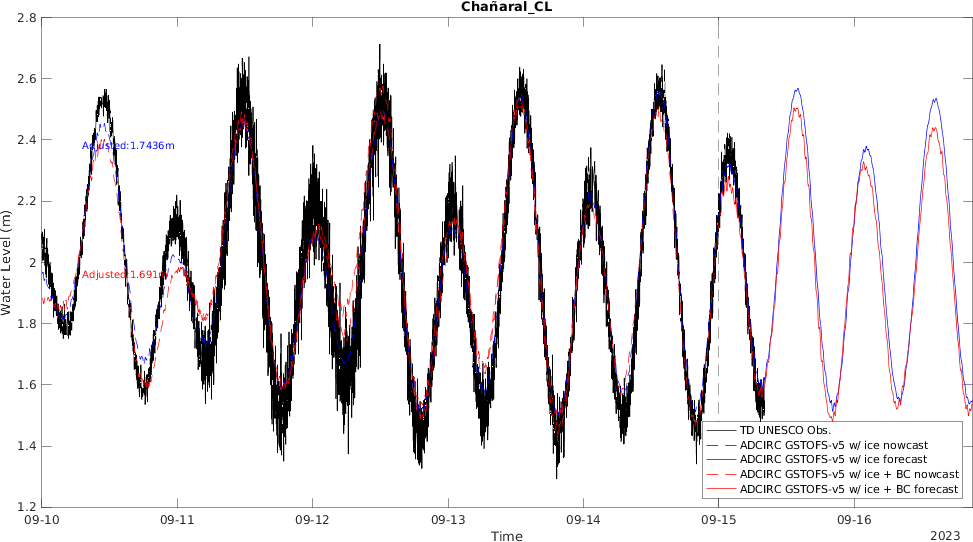 Chañaral_CL
2.8
2.6
2.4
2.2
2
1.8
1.6
1.4
1.2
Water Level (m)
Adjusted:1.7436m
Adjusted:1.691m
TD UNESCO Obs.
ADCIRC GSTOFS-v5 w/ ice nowcast
ADCIRC GSTOFS-v5 w/ ice forecast
ADCIRC GSTOFS-v5 w/ ice + BC nowcast
ADCIRC GSTOFS-v5 w/ ice + BC forecast
09-10 09-11 09-12 09-13 09-14 09-15 09-16
Time
2023